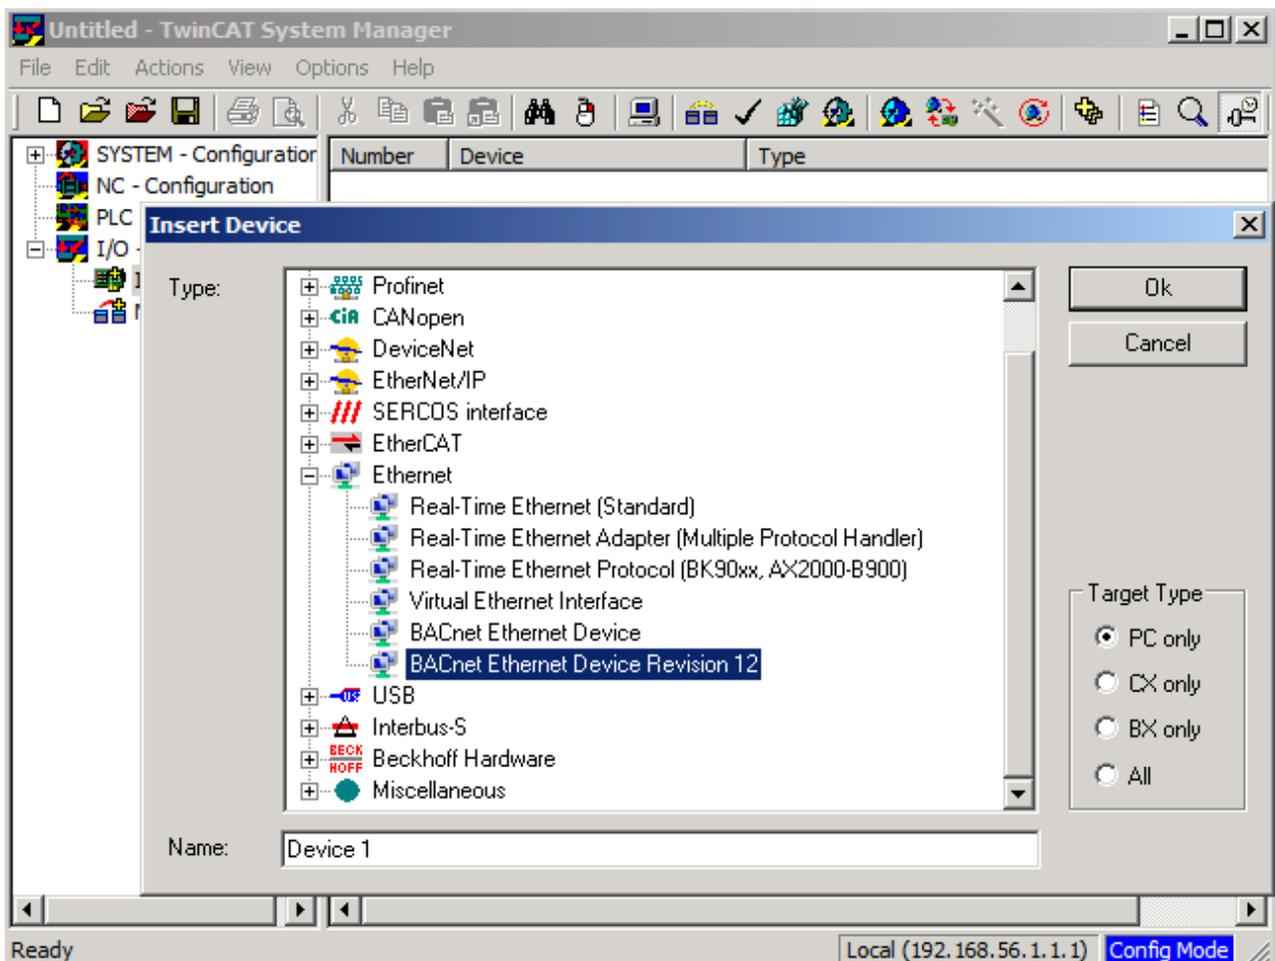 Untitled - TwinCAT System Manager
File Edit Actions View Options Help
SYSTEM - Configuration
Number Device Type
NC - Configuration
PLC
Insert Device
I/O -
Type:
Profinet
CiA CANopen
DeviceNet
EtherNet/IP
SERCOS interface
EtherCAT
Ethernet
Real-Time Ethernet (Standard)
Real-Time Ethernet Adapter (Multiple Protocol Handler)
Real-Time Ethernet Protocol (BK90xx, AX2000-B900)
Virtual Ethernet Interface
BACnet Ethernet Device
BACnet Ethernet Device Revision 12
USB
Interbus-S
BECK
HOFF
Beckhoff Hardware
Miscellaneous
Ok
Cancel
Target Type
PC only
CX only
BX only
All
Name:
Device 1
Ready
Local (192.168.56.1.1.1) Config Mode